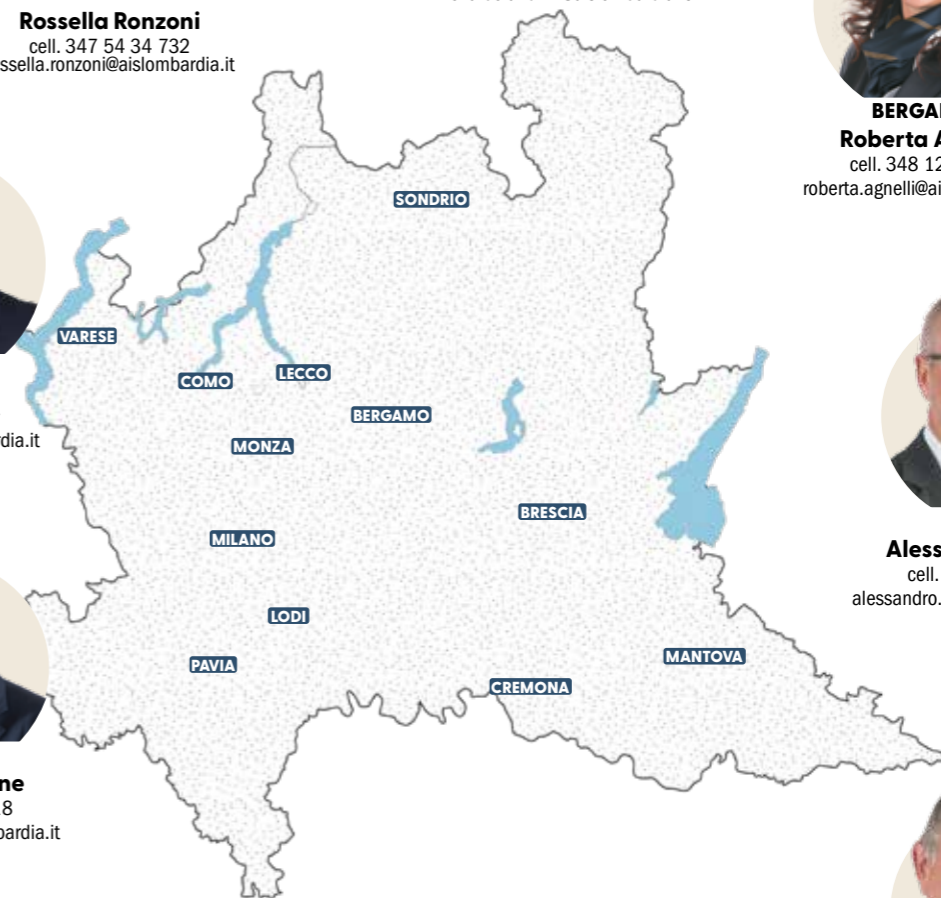 Rossella Ronzoni
cell. 347 54 34 732
ssella.ronzoni@aislombardia.it
BERGA
Roberta A
cell. 348 12
roberta.agnelli@ai
SONDRIO
VARESE
COMO
LECCO
BERGAMO
MONZA
dia.it
BRESCIA
MILANO
Aless
cell.
alessandro.
LODI
PAVIA
MANTOVA
CREMONA
ne
8
bardia.it